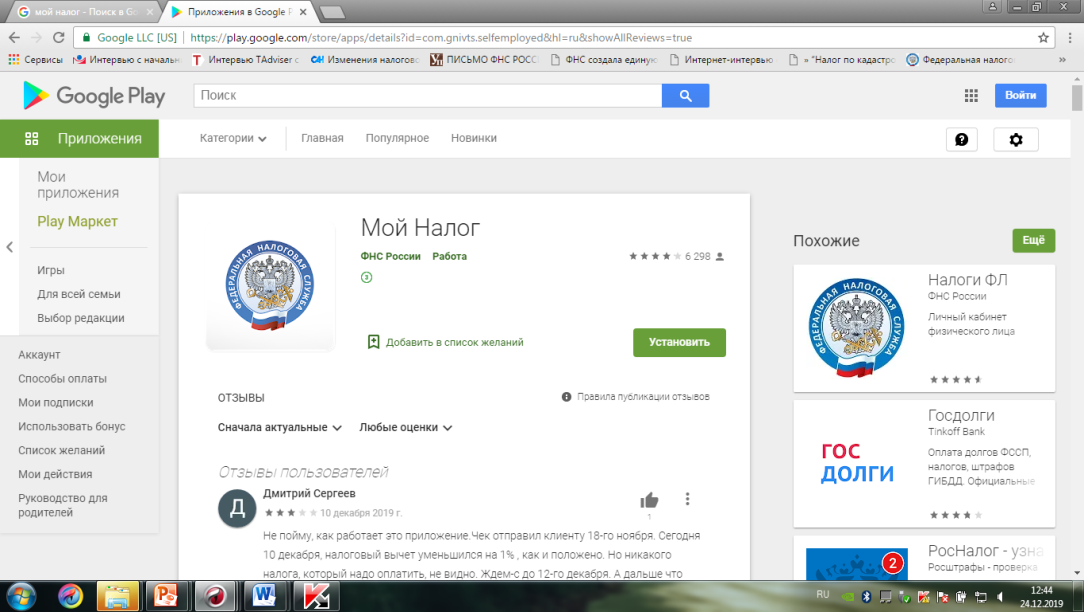 мой налог - Поиск в Go
Приложения в Google P
Google LLC [US] | https://play.google.com/store/apps/details?id=com.gnivts.selfemployed&hl=ru&showAllReviews=true
Сервисы
Интервью с начальн
Интервью TAdviser с
Изменения налогов
ПИСЬМО ФНС РОСС
ФНС создала едину
Интернет-интервью
» "Налог по кадастро
Федеральная налого
»
Google Play
Поиск
Войти
Приложения
Категории
Главная
Популярное
Новинки
Мои
приложения
Play Маркет
Игры
Для всей семьи
Выбор редакции
Аккаунт
Способы оплаты
Мои подписки
Использовать бонус
Список желаний
Мои действия
Руководство для
родителей
ФЕДЕРАЛЬНАЯ НАЛОГОВАЯ СЛУЖБА
Мой Налог
ФНС России Работа
6 298
3
Добавить в список желаний
Установить
ОТЗЫВЫ
Правила публикации отзывов
Сначала актуальные
Любые оценки
Отзывы пользователей
Д
Дмитрий Сергеев
10 декабря 2019 г.
1
Не пойму, как работает это приложение.Чек отправил клиенту 18-го ноября. Сегодня
10 декабря, налоговый вычет уменьшился на 1% , как и положено. Но никакого
налога, который надо оплатить, не видно. Ждем-с до 12-го декабря. А дальше что
Похожие
Ещё
ФЕДЕРАЛЬНАЯ НАЛОГОВАЯ СЛУЖБА
Налоги ФЛ
ФНС России
Личный кабинет
физического лица
ГОС
ДОЛГИ
Госдолги
Tinkoff Bank
Оплата долгов ФССП,
налогов, штрафов
ГИБДД. Официальные
2
РосНалог - узна
Росштрафы - проверка
RU
12:44
24.12.2019